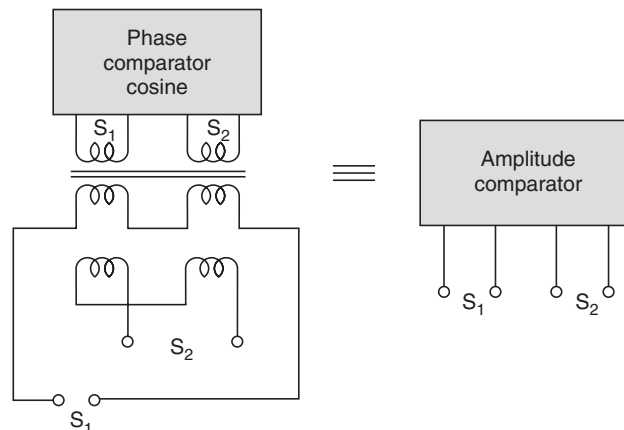 Phase
comparator
cosine
S1 S2
Amplitude
comparator
S1 S2
S2
S1